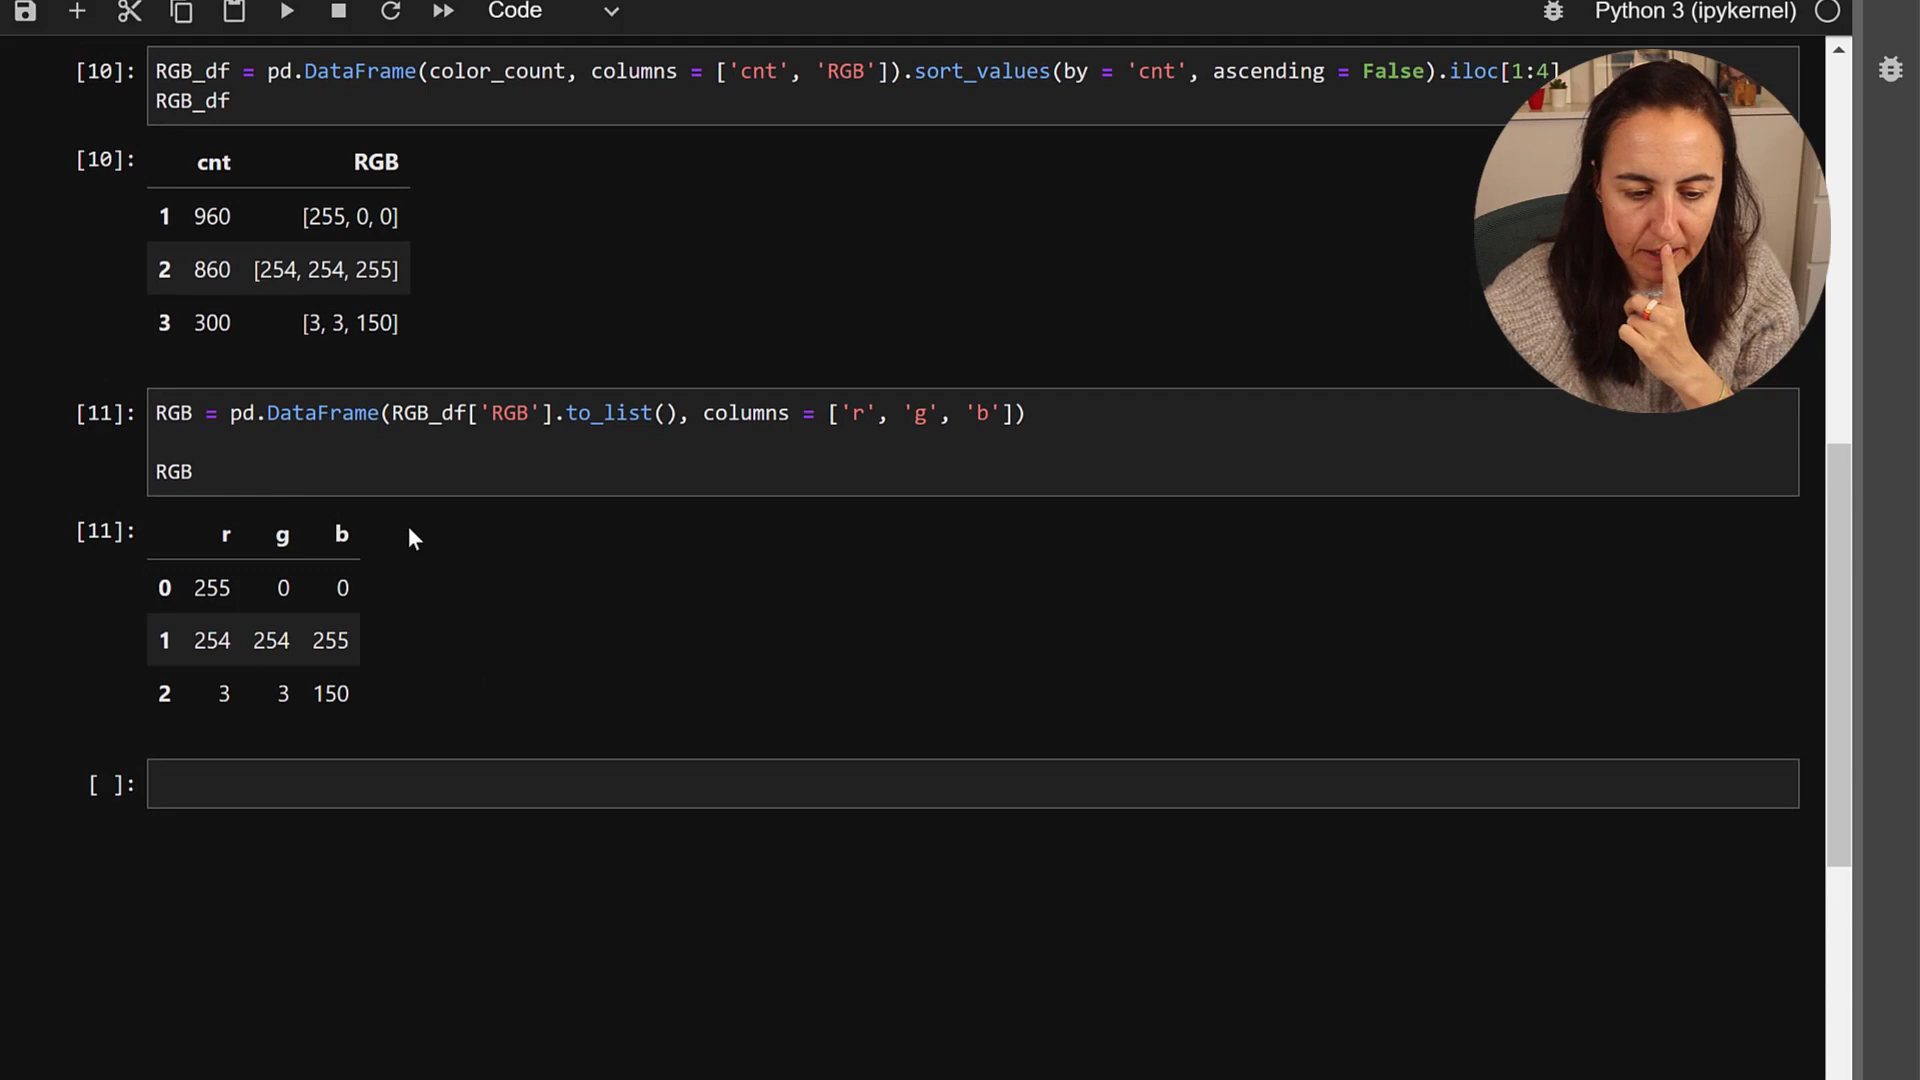 Code
Python 3 (ipykernel)
[10]: RGB_df = pd.DataFrame(color_count, columns = ['cnt', 'RGB']).sort_values(by = 'cnt', ascending = False).iloc[1:4]
RGB_df
[10]: cnt RGB
1 960 [255, 0, 0]
2 860 [254, 254, 255]
3 300 [3, 3, 150]
[11]: RGB = pd.DataFrame(RGB_df['RGB'].to_list(), columns = ['r', 'g', 'b'])
RGB
[11]: r g b
0 255 0 0
1 254 254 255
2 3 3 150
[ ]: